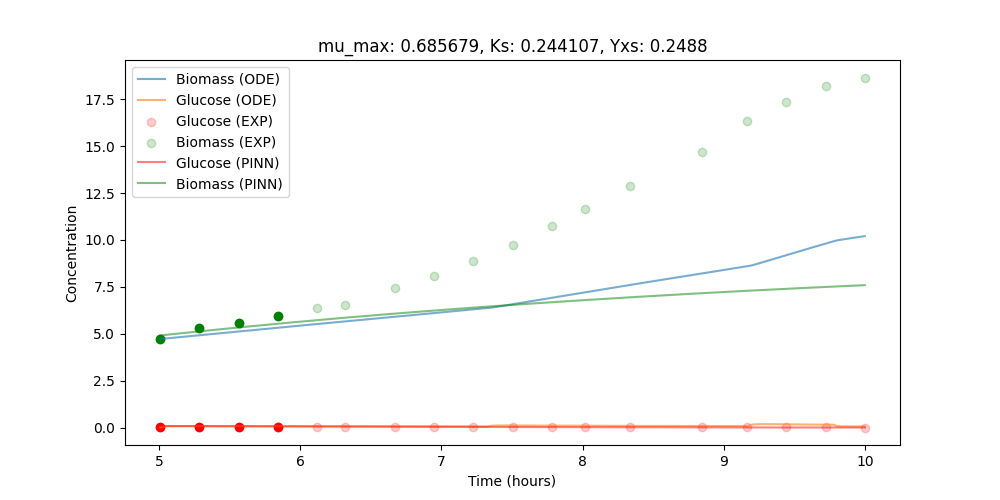 mu_max: 0.685679, Ks: 0.244107, Yxs: 0.2488
Biomass (ODE)
Glucose (ODE)
Glucose (EXP)
Biomass (EXP)
Glucose (PINN)
Biomass (PINN)
Concentration
17.5
15.0
12.5
10.0
7.5
5.0
2.5
0.0
5 6 7 8 9 10
Time (hours)